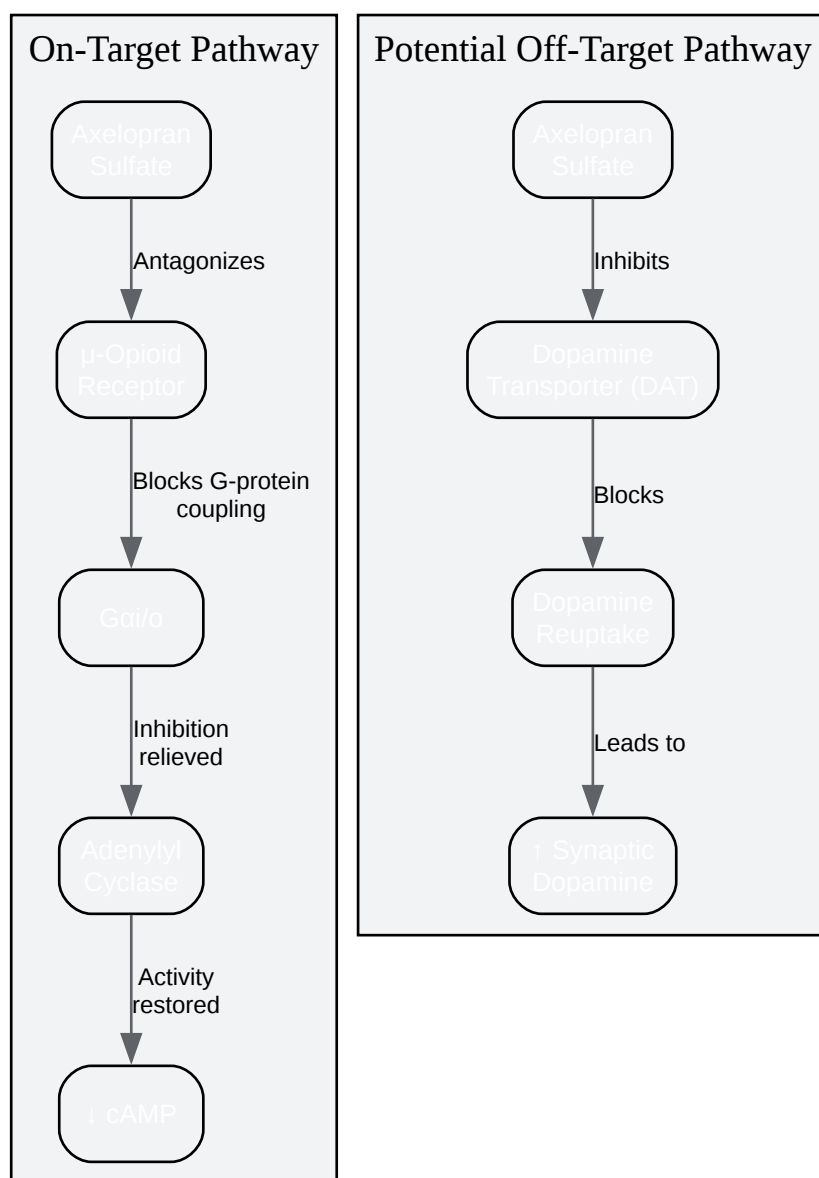 On-Target Pathway
Axelopran
Sulfate
Antagonizes
μ-Opioid
Receptor
Blocks G-protein
coupling
Gαi/o
Inhibition
relieved
Adenylyl
Cyclase
Activity
restored
↓ cAMP
Potential Off-Target Pathway
Axelopran
Sulfate
Inhibits
Dopamine
Transporter (DAT)
Blocks
Dopamine
Reuptake
Leads to
↑ Synaptic
Dopamine